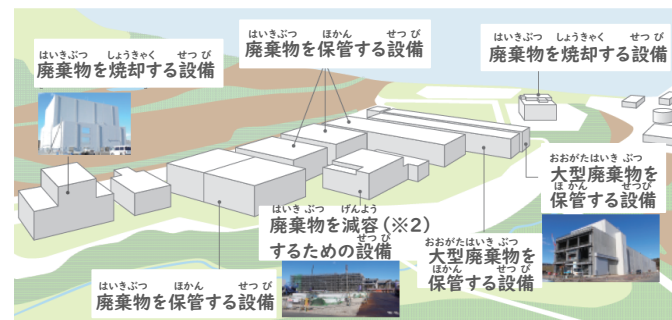 はいきぶつ しょうきゃく せつび
廃棄物を焼却する設備
はいきぶつ ほかん せつび
廃棄物を保管する設備
はいきぶつ しょうきゃく せつび
廃棄物を焼却する設備
おおがたはいきぶつ
大型廃棄物を
ほかん せつび
保管する設備
はいきぶつ げんよう
廃棄物を減容(※2)
せつび
するための設備
おおがたはいきぶつ
大型廃棄物を
ほかん せつび
保管する設備
はいきぶつ ほかん せつび
廃棄物を保管する設備